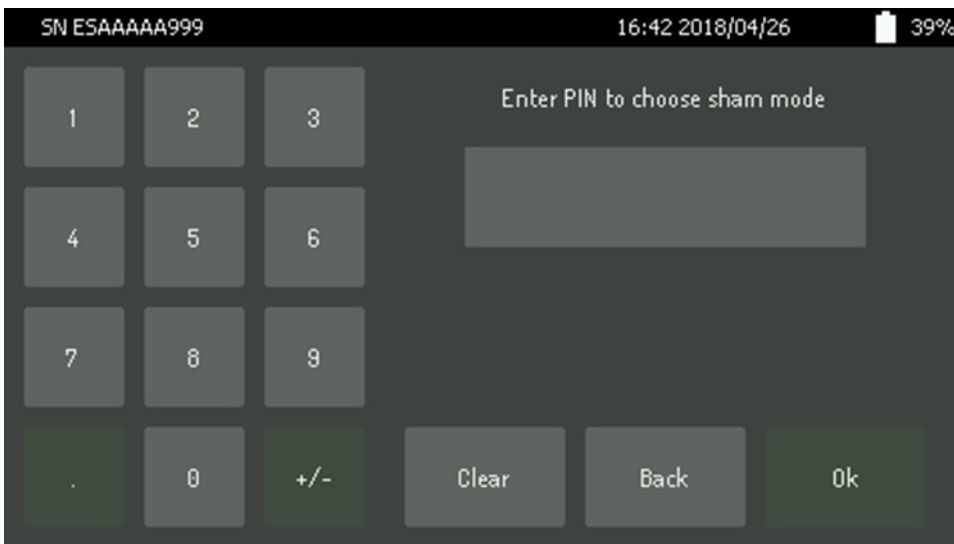 SN ESAAAAA999 16:42 2018/04/26 39%
Enter PIN to choose sham mode
1 2 3
4 5 6
7 8 9
. 0 +/- Clear Back Ok